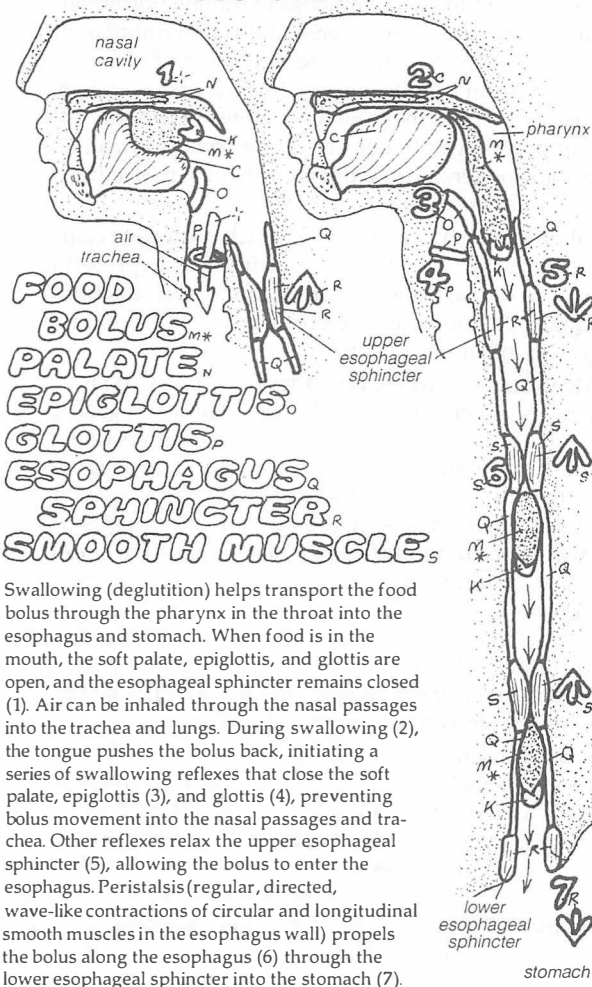 nasal
cavity
1
N
K
M*
C
O
P
air
trachea
Q
R
R
Q
2C
N
C
pharynx
M*
3
O
P
4P
K
Q
5R
R
R
upper
esophageal
sphincter
Q
S
S
S
6
S
Q
M*
K
Q
S
S
Q
M*
K
Q
R
7R
lower
esophageal
sphincter
stomach
FOOD
BOLUS M*
PALATE N
EPIGLOTTIS O
GLOTTIS P
ESOPHAGUS Q
SPHINCTER R
SMOOTH MUSCLE S
Swallowing (deglutition) helps transport the food
bolus through the pharynx in the throat into the
esophagus and stomach. When food is in the
mouth, the soft palate, epiglottis, and glottis are
open, and the esophageal sphincter remains closed
(1). Air can be inhaled through the nasal passages
into the trachea and lungs. During swallowing (2),
the tongue pushes the bolus back, initiating a
series of swallowing reflexes that close the soft
palate, epiglottis (3), and glottis (4), preventing
bolus movement into the nasal passages and tra-
chea. Other reflexes relax the upper esophageal
sphincter (5), allowing the bolus to enter the
esophagus. Peristalsis (regular, directed,
wave-like contractions of circular and longitudinal
smooth muscles in the esophagus wall) propels
the bolus along the esophagus (6) through the
lower esophageal sphincter into the stomach (7).